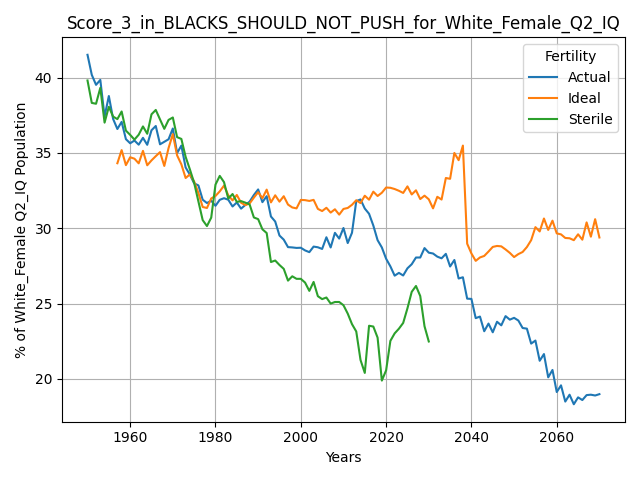 Score_3_in_BLACKS_SHOULD_NOT_PUSH_for_White_Female_Q2_IQ
Fertility
Actual
Ideal
Sterile
% of White_Female Q2_IQ Population
40
35
30
25
20
1960
1980
2000
2020
2040
2060
Years